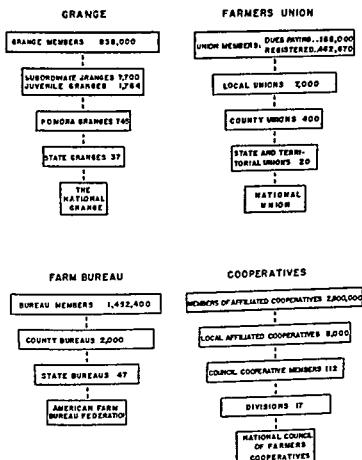 GRANGE
GRANGE MEMBERS 858,000
SUBORDINATE GRANGES 7,700
JUVENILE GRANGES 1,764
POMONA GRANGES 745
STATE GRANGES 37
THE
NATIONAL
GRANGE
FARMERS UNION
UNION MEMBERS: DUES PAYING..168,000
REGISTERED..462,670
LOCAL UNIONS 7,000
COUNTY UNIONS 400
STATE AND TERRI-
TORIAL UNIONS 20
NATIONAL
UNION
FARM BUREAU
BUREAU MEMBERS 1,452,400
COUNTY BUREAUS 2,000
STATE BUREAUS 47
AMERICAN FARM
BUREAU FEDERATION
COOPERATIVES
MEMBERS OF AFFILIATED COOPERATIVES 2,800,000
LOCAL AFFILIATED COOPERATIVES 5,000
COUNCIL COOPERATIVE MEMBERS 112
DIVISIONS 17
NATIONAL COUNCIL
OF FARMERS
COOPERATIVES